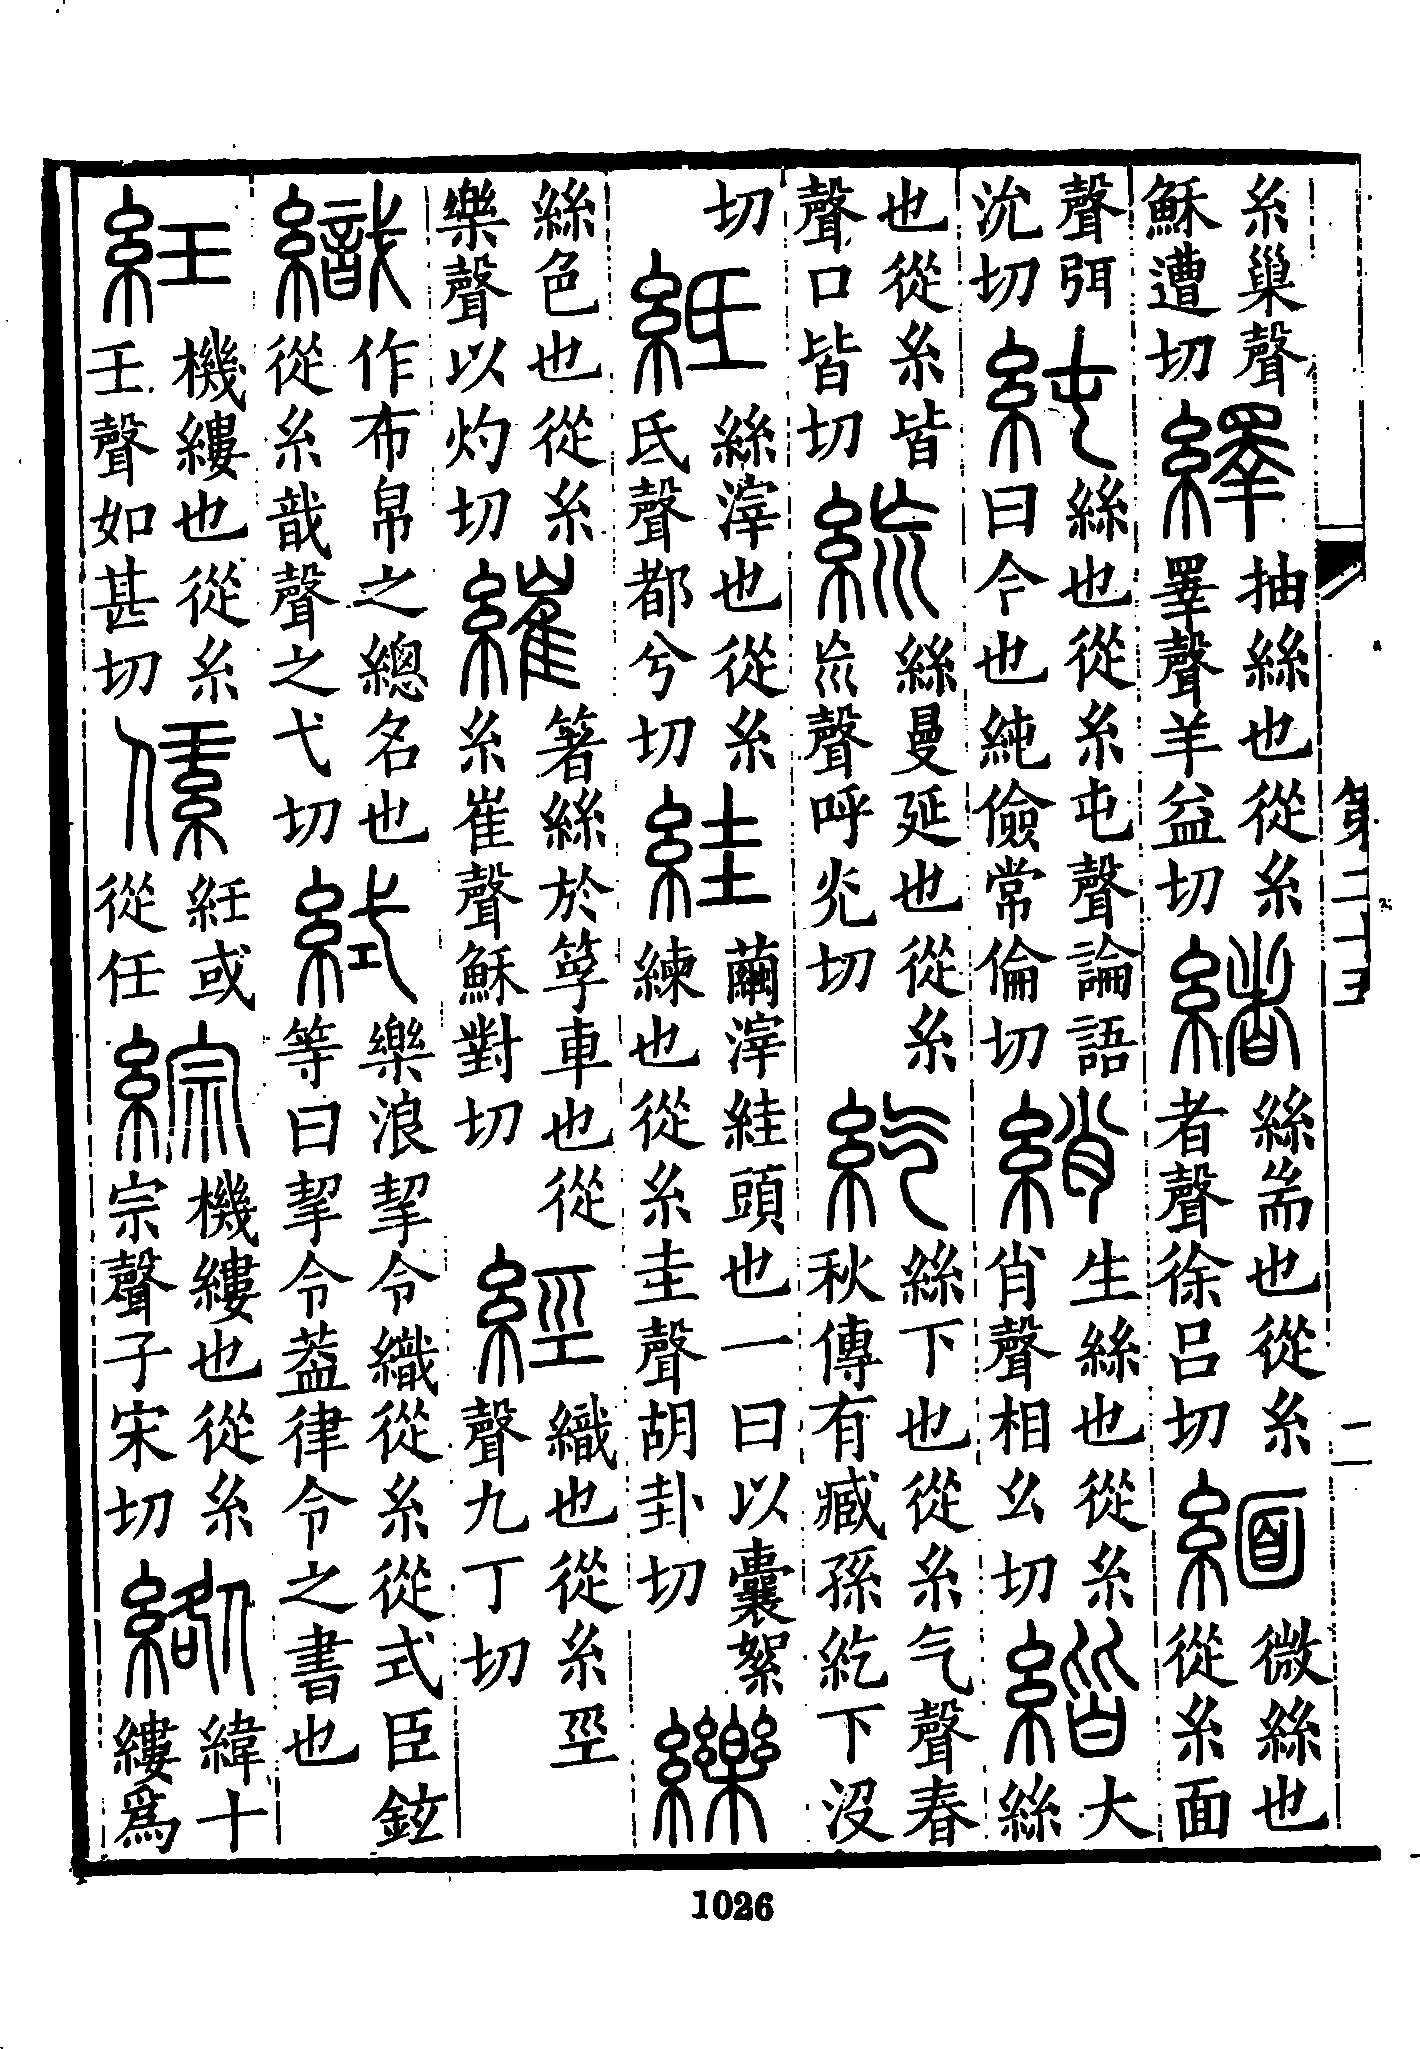 糸巢聲穌遭切繹抽絲也從糸睪聲羊益切緒絲耑也從糸者聲徐呂切緬微絲也從糸面
聲弭沇切純絲也從糸屯聲論語曰今也純儉常倫切綃生絲也從糸肖聲相幺切大絲
也從糸皆聲口皆切絲曼延也從糸巟聲呼光切紇絲下也從糸气聲春秋傳有臧孫紇下沒
切𥿄絲滓也從糸氐聲都兮切絓繭滓絓頭也一曰以囊絮練也從糸圭聲胡卦切纅
絲色也從糸樂聲以灼切繀箸絲於筟車也從糸崔聲穌對切經織也從糸巠聲九丁切
織作布帛之總名也從糸戠聲之弋切𥿮樂浪挈令織從糸從式臣鉉等曰挈令葢律令之書也
紝機縷也從糸壬聲如甚切絍紝或從任綜機縷也從糸宗聲子宋切綹緯十縷爲
第二十五
一
1026